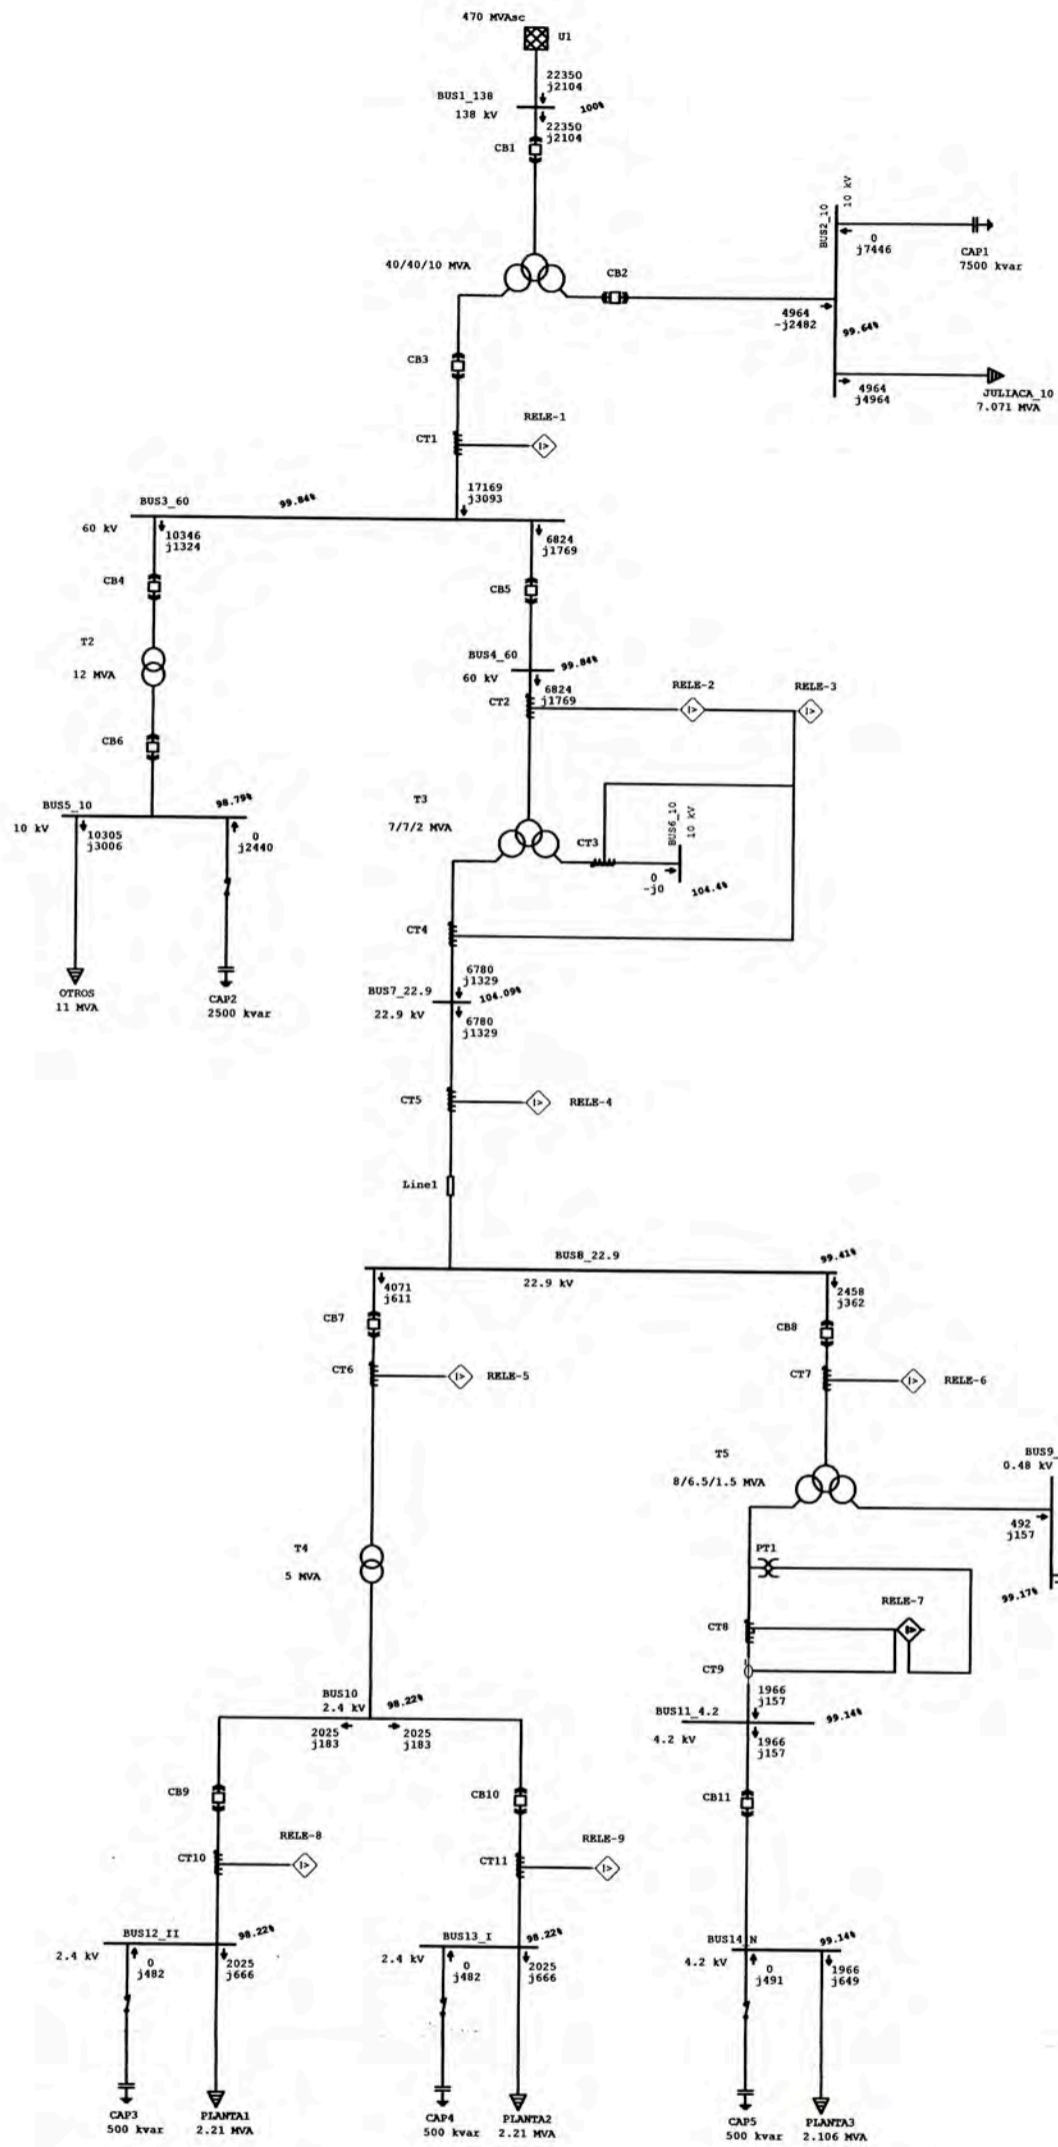 470 MVAsc
U1
22350
j2104
BUS1_138
138 kV
100%
22350
j2104
CB1
40/40/10 MVA
CB2
BUS2_10
10 kV
0
j7446
CAP1
7500 kvar
4964
-j2482
99.64%
4964
j4964
JULIACA_10
7.071 MVA
CB3
CT1
RELE-1
17169
j3093
BUS3_60
99.84%
60 kV
10346
j1324
6824
j1769
CB4
CB5
T2
12 MVA
BUS4_60
60 kV
99.84%
6824
j1769
CT2
RELE-2
RELE-3
CB6
BUS5_10
98.79%
10 kV
10305
j3006
0
j2440
T3
7/7/2 MVA
CT3
BUS6_10
10 kV
0
-j0
104.4%
CT4
OTROS
11 MVA
CAP2
2500 kvar
6780
j1329
BUS7_22.9
104.09%
22.9 kV
6780
j1329
CT5
RELE-4
Line1
BUS8_22.9
99.41%
22.9 kV
4071
j611
2458
j362
CB7
CB8
CT6
RELE-5
CT7
RELE-6
T5
8/6.5/1.5 MVA
BUS9_
0.48 kV
492
j157
99.17%
T4
5 MVA
PT1
RELE-7
CT8
CT9
1966
j157
BUS11_4.2
99.14%
4.2 kV
1966
j157
BUS10
2.4 kV
98.22%
2025
j183
2025
j183
CB9
CB10
CB11
CT10
RELE-8
CT11
RELE-9
BUS12_II
98.22%
2.4 kV
0
j482
2025
j666
BUS13_I
98.22%
2.4 kV
0
j482
2025
j666
BUS14_N
99.14%
4.2 kV
0
j491
1966
j649
CAP3
500 kvar
PLANTA1
2.21 MVA
CAP4
500 kvar
PLANTA2
2.21 MVA
CAP5
500 kvar
PLANTA3
2.106 MVA